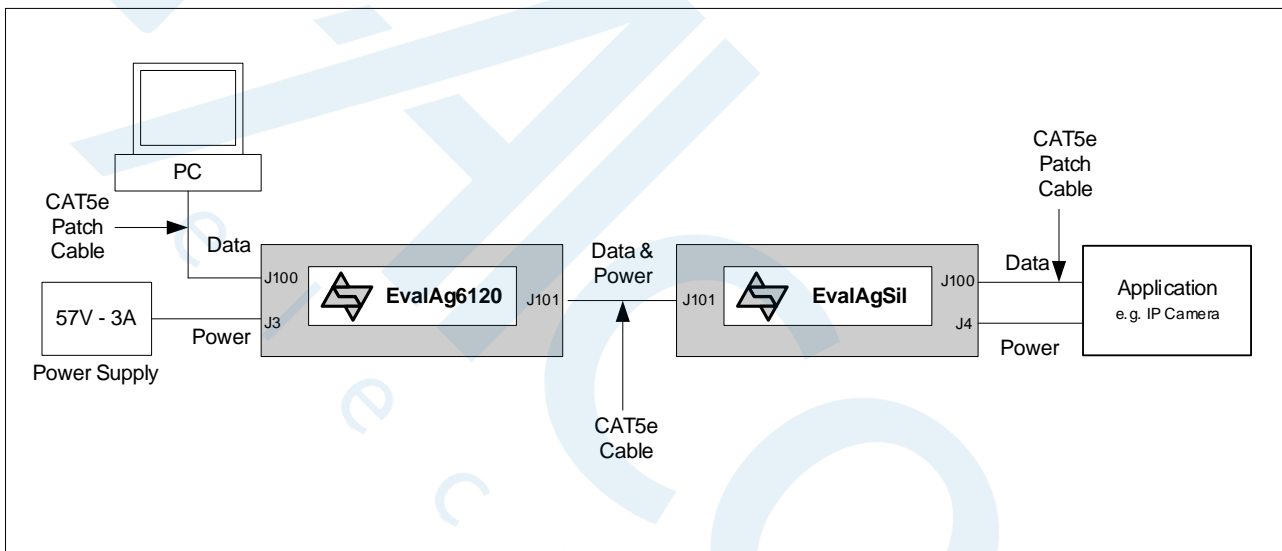 PC
CAT5e
Patch
Cable
Data
57V - 3A
Power Supply
Power
J100
J3
EvalAg6120
J101
Data &
Power
CAT5e
Cable
J101
EvalAgSil
J100
J4
Data
Power
CAT5e
Patch
Cable
Application
e.g. IP Camera